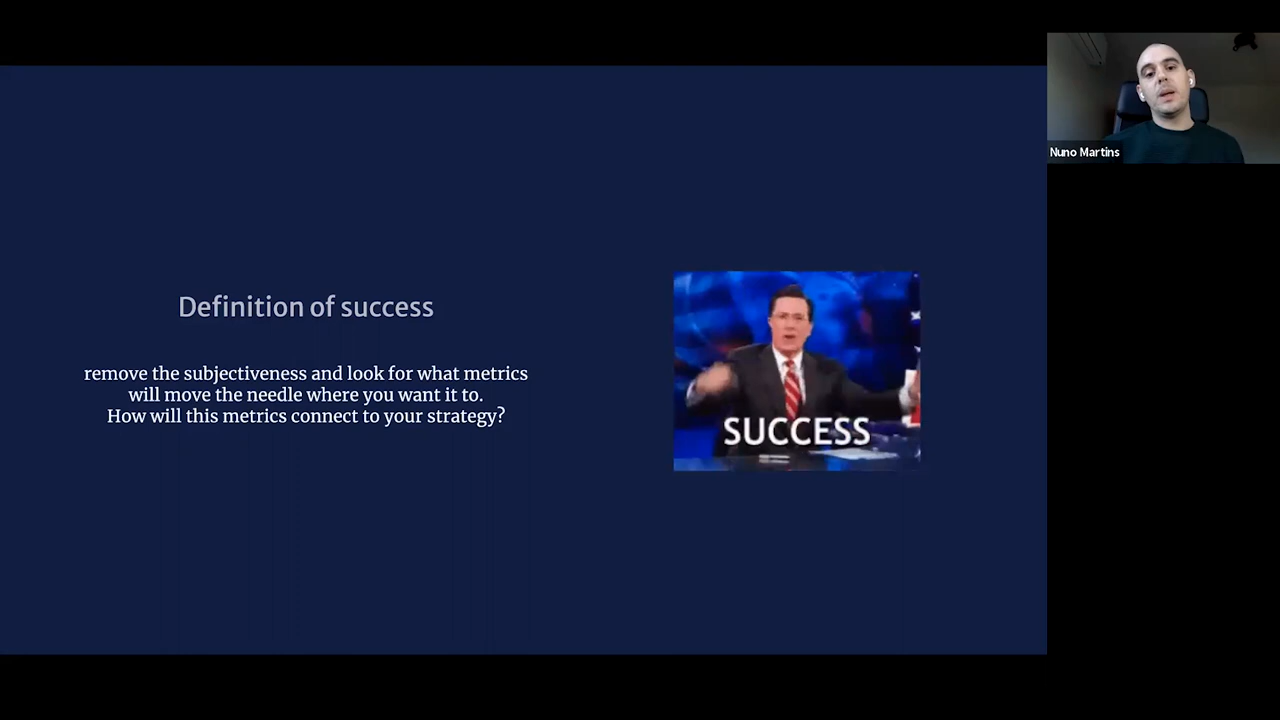 Definition of success
remove the subjectiveness and look for what metrics
will move the needle where you want it to.
How will this metrics connect to your strategy?
SUCCESS
Nuno Martins